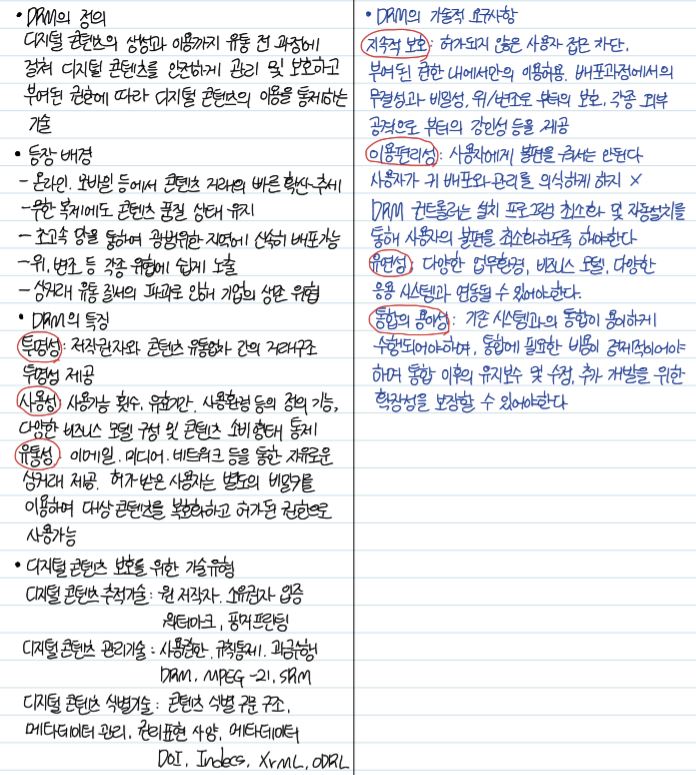 • DRM의 정의
디지털 콘텐츠의 생성과 이용까지 유통 전 과정에
걸쳐 디지털 콘텐츠를 안전하게 관리 및 보호하고
부여된 권한에 따라 디지털 콘텐츠의 이용을 통제하는
기술
• 등장 배경
- 온라인, 모바일 등에서 콘텐츠 거래의 빠른 확산 추세
- 무한 복제에도 콘텐츠 품질 상태 유지
- 초고속 망을 통하여 광범위한 지역에 신속히 배포가능
- 위, 변조 등 각종 위협에 쉽게 노출
- 상거래 유통 질서의 파괴로 인해 기업의 생존 위협
• DRM의 특징
투명성: 저작권자와 콘텐츠 유통업자 간의 거래구조
투명성 제공
사용성: 사용가능 횟수, 유효기간, 사용환경 등의 정의 기능,
다양한 비즈니스 모델 구성 및 콘텐츠 소비형태 통제
유통성: 이메일, 미디어, 네트워크 등을 통한 자유로운
상거래 제공, 허가받은 사용자는 별도의 비밀키를
이용하여 대상 콘텐츠를 복호화하고 허가된 권한으로
사용가능
• 디지털 콘텐츠 보호를 위한 기술유형
디지털 콘텐츠 추적기술: 원 저작자, 소유권자 입증
워터마크, 핑거프린팅
디지털 콘텐츠 관리기술: 사용권한, 규칙통제, 과금수행
DRM, MPEG-21, SRM
디지털 콘텐츠 식별기술: 콘텐츠 식별 구문 구조,
메타데이터 관리, 권리표현 사양, 메타데이터
DOI, Indecs, XrML, ODRL
• DRM의 기술적 요구사항
지속적 보호: 허가되지 않은 사용자 접근 차단,
부여된 권한 내에서만의 이용허용, 배포과정에서의
무결성과 비밀성, 위/변조로 부터의 보호, 각종 외부
공격으로 부터의 강인성 등을 제공
이용편리성: 사용자에게 불편을 줘서는 안된다
사용자가 키 배포와 관리를 의식하게 하지 X
DRM 컨트롤러는 설치 프로그램 최소화 및 자동설치를
통해 사용자의 불편을 최소화하도록 해야한다
유연성: 다양한 업무환경, 비즈니스 모델, 다양한
응용 시스템과 연동될 수 있어야한다.
통합의 용이성: 기존 시스템과의 통합이 용이하게
수행되어야하며, 통합에 필요한 비용이 경제적이어야
하며 통합 이후의 유지보수 및 수정, 추가 개발을 위한
확장성을 보장할 수 있어야한다